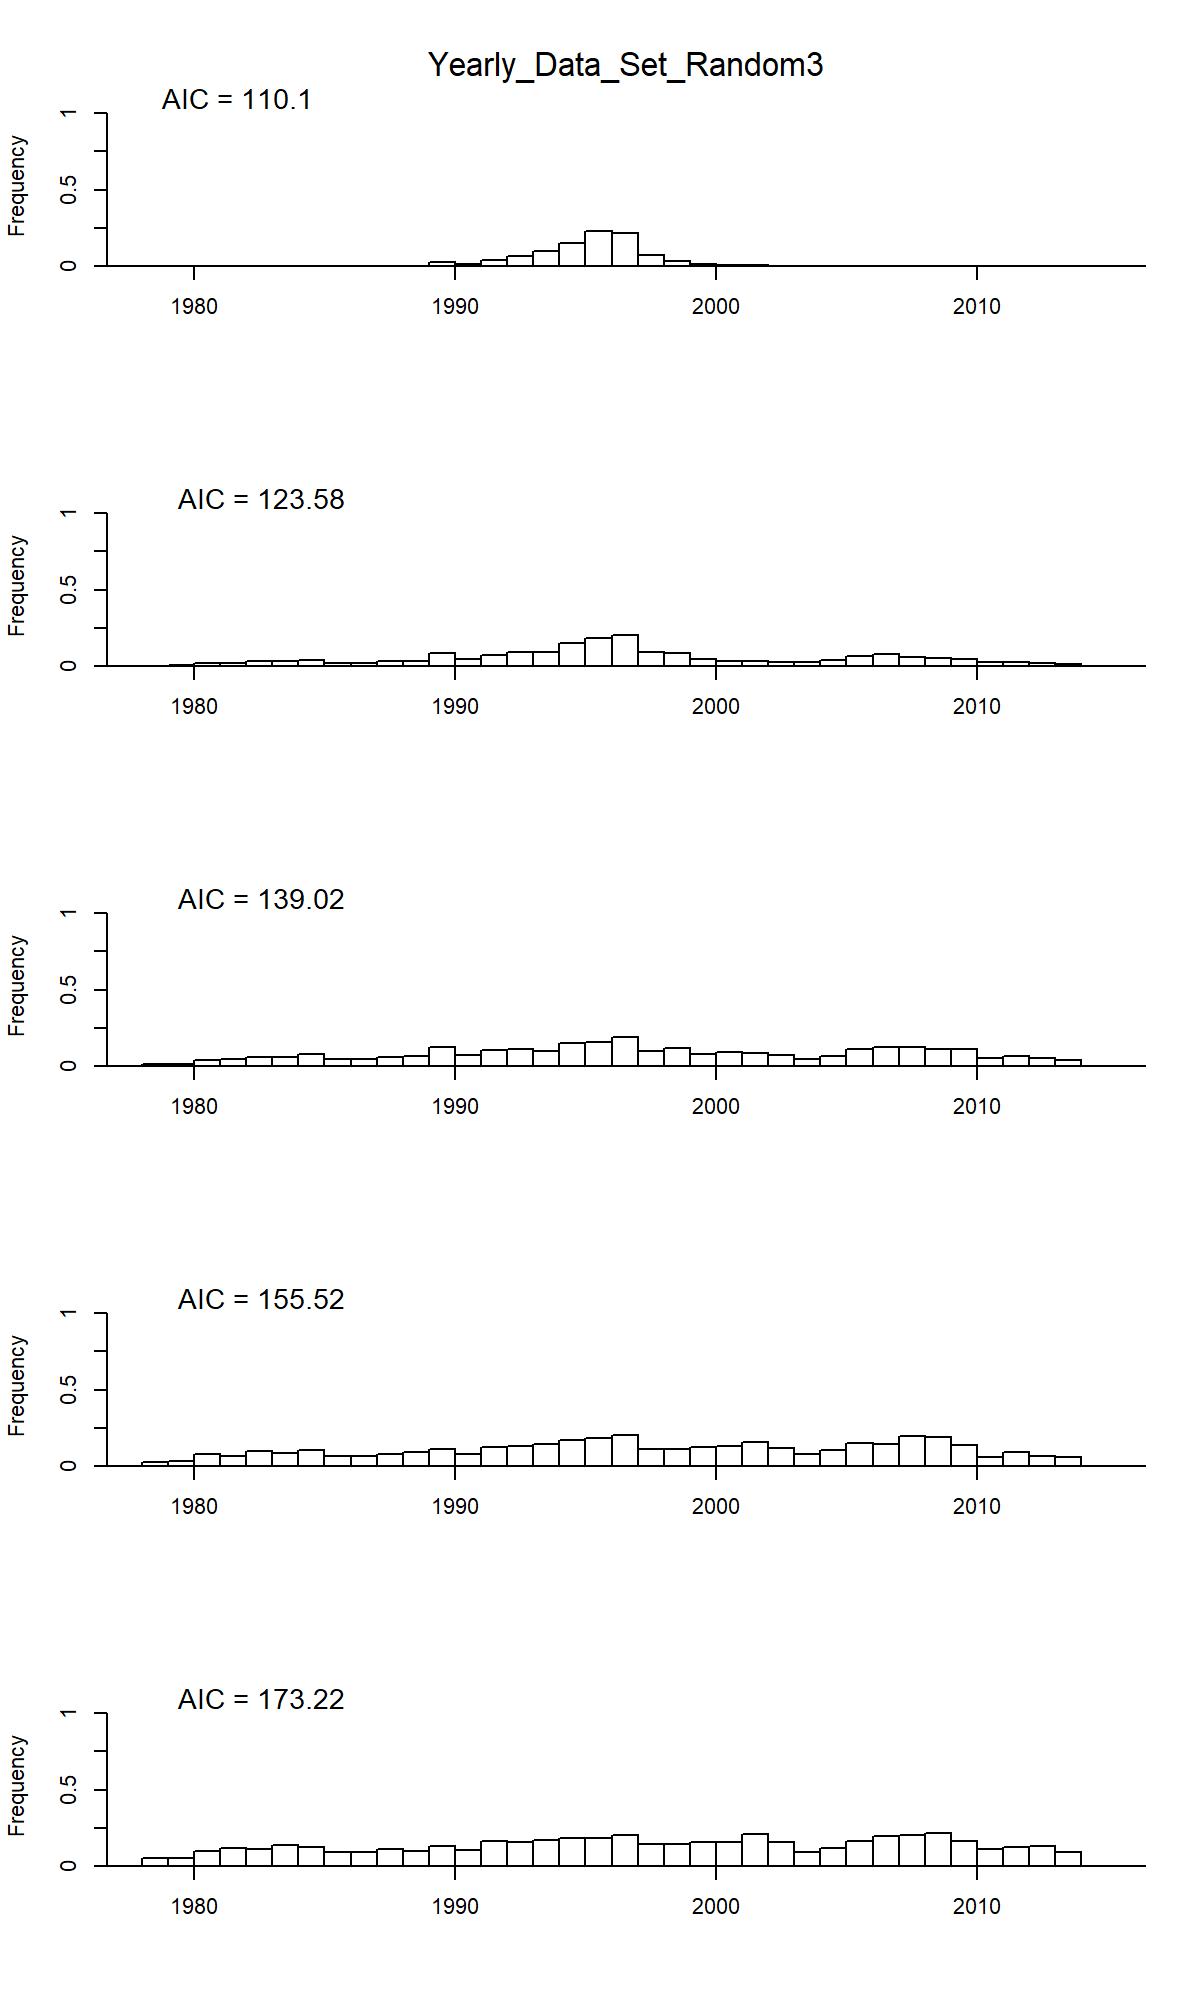 Yearly_Data_Set_Random3
AIC = 110.1
Frequency
1
0.5
0
1980 1990 2000 2010
AIC = 123.58
Frequency
1
0.5
0
1980 1990 2000 2010
AIC = 139.02
Frequency
1
0.5
0
1980 1990 2000 2010
AIC = 155.52
Frequency
1
0.5
0
1980 1990 2000 2010
AIC = 173.22
Frequency
1
0.5
0
1980 1990 2000 2010